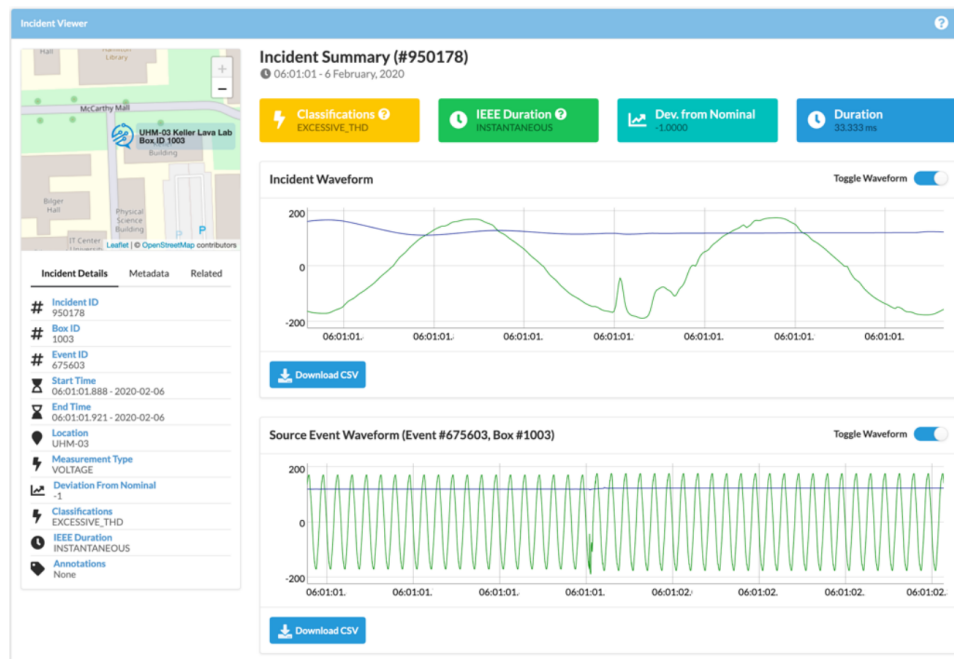 Incident Viewer
?
Hall
Library
+
−
McCarthy Mall
UHM-03 Keller Lava Lab
Box ID 1003
Building
Bilger
Hall
Physical
Science
Building
P
P
IT Center
Leaflet | © OpenStreetMap contributors
Incident Details Metadata Related
Incident ID
950178
Box ID
1003
Event ID
675603
Start Time
06:01:01.888 - 2020-02-06
End Time
06:01:01.921 - 2020-02-06
Location
UHM-03
Measurement Type
VOLTAGE
Deviation From Nominal
-1
Classifications
EXCESSIVE_THD
IEEE Duration
INSTANTANEOUS
Annotations
None
Incident Summary (#950178)
06:01:01 - 6 February, 2020
Classifications ?
EXCESSIVE_THD
IEEE Duration ?
INSTANTANEOUS
Dev. from Nominal
-1.0000
Duration
33.333 ms
Incident Waveform
Toggle Waveform
200
0
-200
06:01:01. 06:01:01. 06:01:01. 06:01:01. 06:01:01. 06:01:01. 06:01:01.
Download CSV
Source Event Waveform (Event #675603, Box #1003)
Toggle Waveform
200
0
-200
06:01:01. 06:01:01. 06:01:01. 06:01:01. 06:01:02. 06:01:02. 06:01:02. 06:01:02.
Download CSV